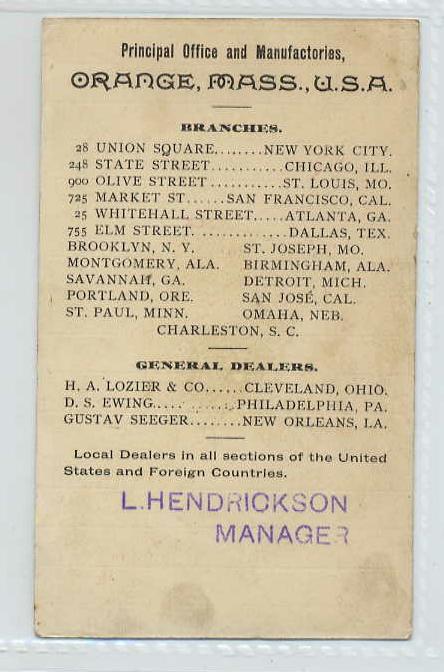 Principal Office and Manufactories,
ORANGE, MASS., U.S.A.
BRANCHES.
28 UNION SQUARE........NEW YORK CITY.
248 STATE STREET...........CHICAGO, ILL.
900 OLIVE STREET...........ST. LOUIS, MO.
725 MARKET ST......SAN FRANCISCO, CAL.
25 WHITEHALL STREET.....ATLANTA, GA.
755 ELM STREET. .............DALLAS, TEX.
BROOKLYN, N. Y. ST. JOSEPH, MO.
MONTGOMERY, ALA. BIRMINGHAM, ALA.
SAVANNAH, GA. DETROIT, MICH.
PORTLAND, ORE. SAN JOSÉ, CAL.
ST. PAUL, MINN. OMAHA, NEB.
CHARLESTON, S. C.
GENERAL DEALERS.
H. A. LOZIER & CO......CLEVELAND, OHIO.
D. S. EWING..... .......PHILADELPHIA, PA.
GUSTAV SEEGER........NEW ORLEANS, LA.
Local Dealers in all sections of the United
States and Foreign Countries.
L. HENDRICKSON
MANAGER